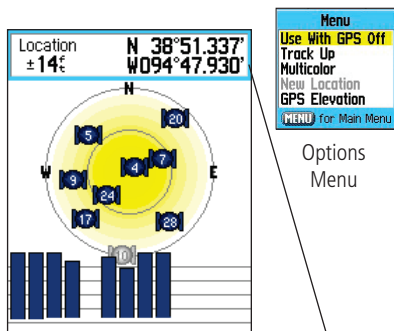 Location N 38°51.337'
±14ft W094°47.930'
N
20
5
7
4
W
E
9
24
17
28
10
Menu
Use With GPS Off
Track Up
Multicolor
New Location
GPS Elevation
MENU for Main Menu
Options
Menu